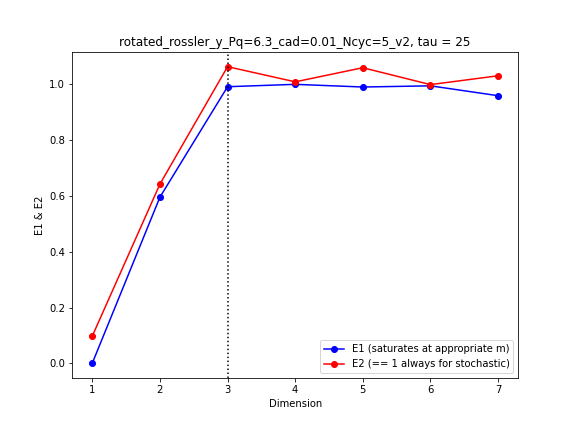 rotated_rossler_y_Pq=6.3_cad=0.01_Ncyc=5_v2, tau = 25
E1 & E2
1.0
0.8
0.6
0.4
0.2
0.0
E1 (saturates at appropriate m)
E2 (== 1 always for stochastic)
1 2 3 4 5 6 7
Dimension